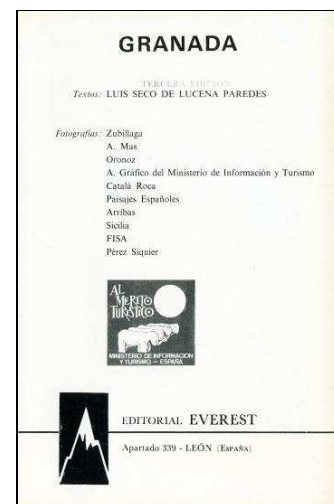 GRANADA
TERCERA EDICION
Textos: LUIS SECO DE LUCENA PAREDES
Fotografías: Zubillaga
A. Mas
Oronoz
A. Gráfico del Ministerio de Información y Turismo
Catalá Roca
Paisajes Españoles
Arribas
Sicilia
FISA
Pérez Siquier
AL
MERITO
TURISTICO
MINISTERIO DE INFORMACION
Y TURISMO - ESPAÑA
EDITORIAL EVEREST
Apartado 339 - LEÓN (ESPAÑA)